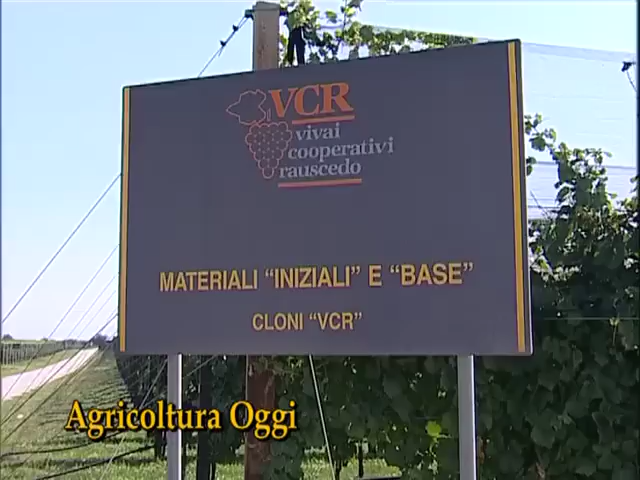 VCR
vivai
cooperativi
rauscedo
MATERIALI "INIZIALI" E "BASE"
CLONI "VCR"
Agricoltura Oggi